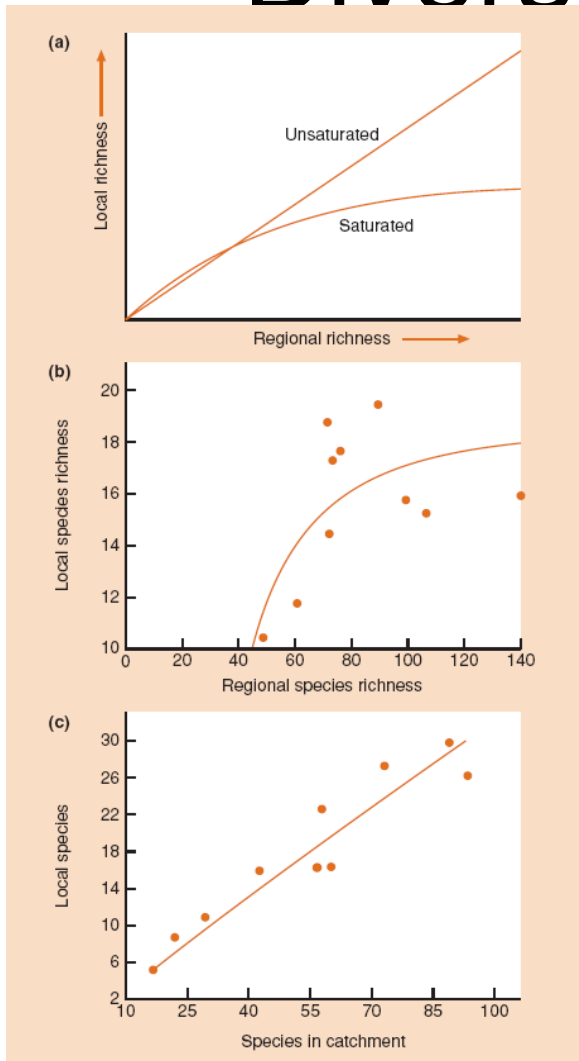 (a)
Local richness
Unsaturated
Saturated
Regional richness
(b)
Local species richness
20
18
16
14
12
10
0 20 40 60 80 100 120 140
Regional species richness
(c)
Local species
30
26
22
18
14
10
6
2
10 25 40 55 70 85 100
Species in catchment